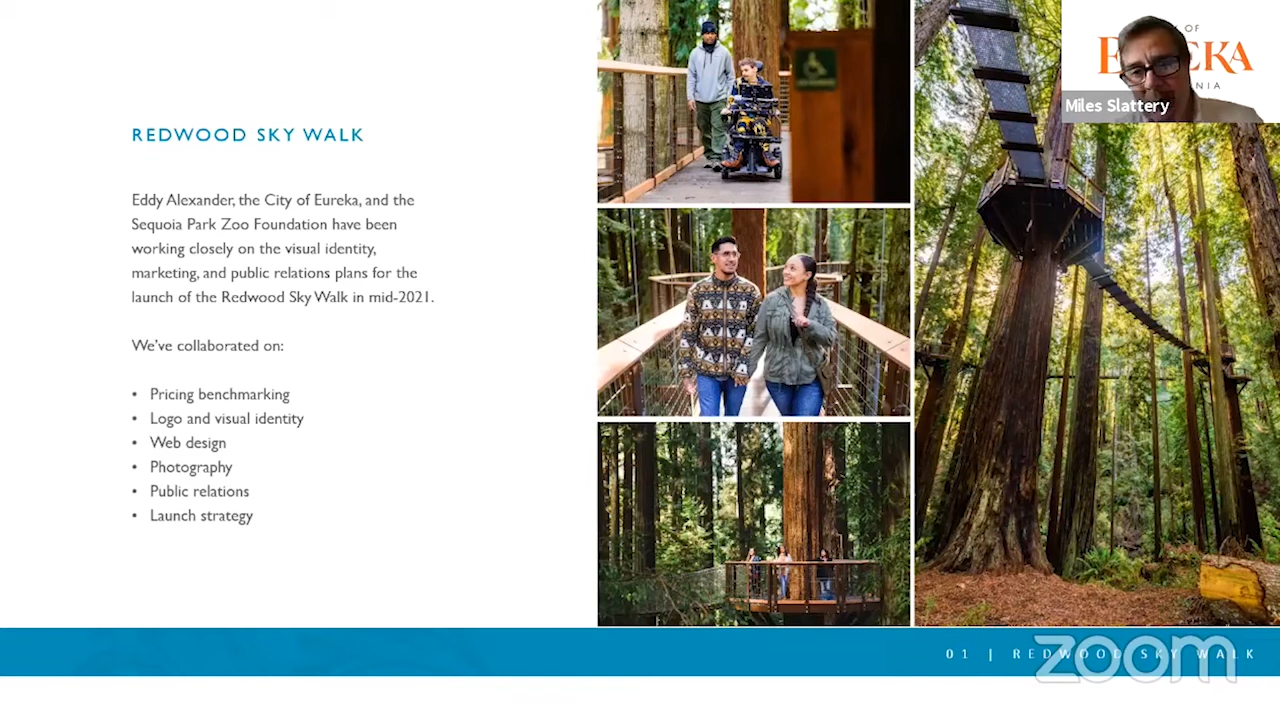 REDWOOD SKY WALK
Eddy Alexander, the City of Eureka, and the
Sequoia Park Zoo Foundation have been
working closely on the visual identity,
marketing, and public relations plans for the
launch of the Redwood Sky Walk in mid-2021.
We've collaborated on:
• Pricing benchmarking
• Logo and visual identity
• Web design
• Photography
• Public relations
• Launch strategy
OF
E EKA
NIA
Miles Slattery
01 | REDWOOD SKY WALK
zoom